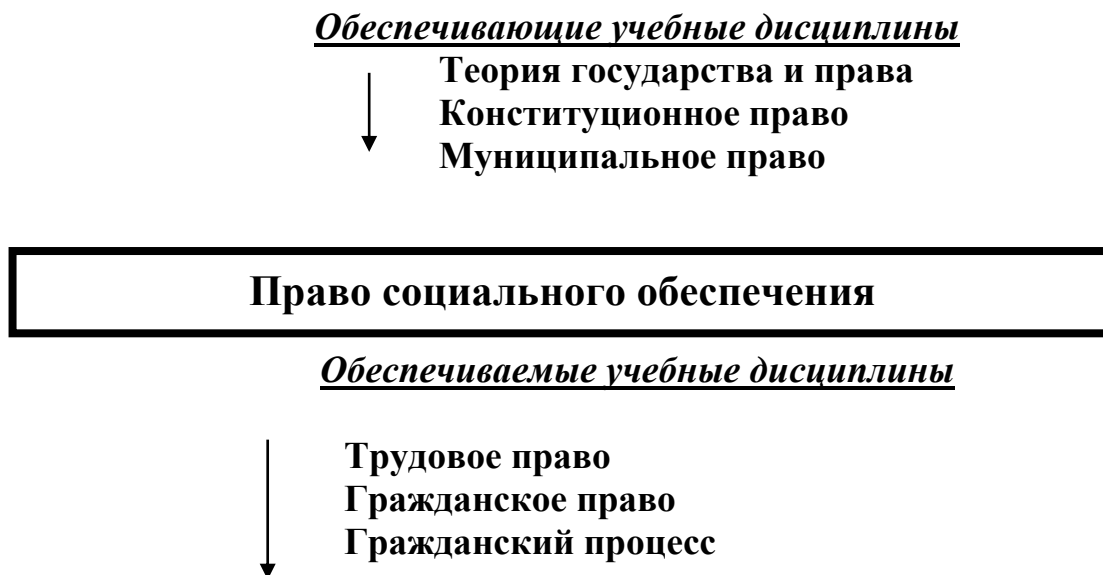 Обеспечивающие учебные дисциплины
Теория государства и права
Конституционное право
Муниципальное право
Право социального обеспечения
Обеспечиваемые учебные дисциплины
Трудовое право
Гражданское право
Гражданский процесс